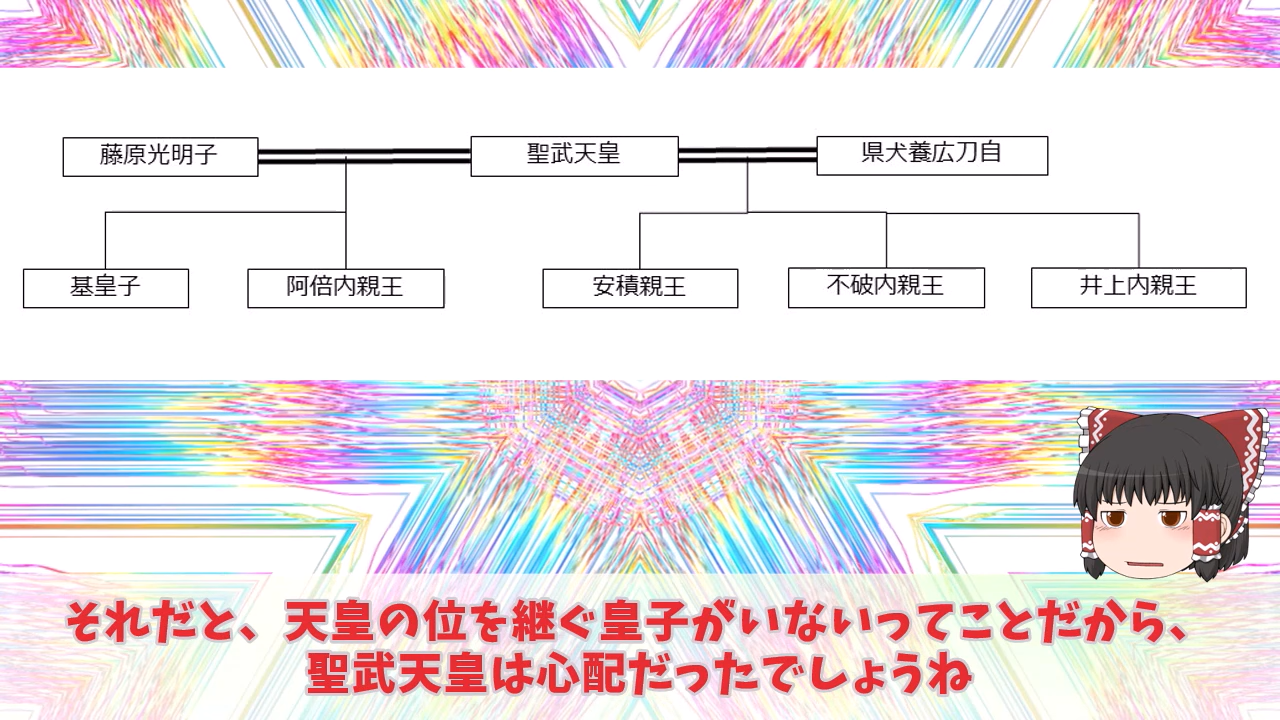 藤原光明子
聖武天皇
県犬養広刀自
基皇子
阿倍内親王
安積親王
不破内親王
井上内親王
それだと、天皇の位を継ぐ皇子がいないってことだから、
聖武天皇は心配だったでしょうね